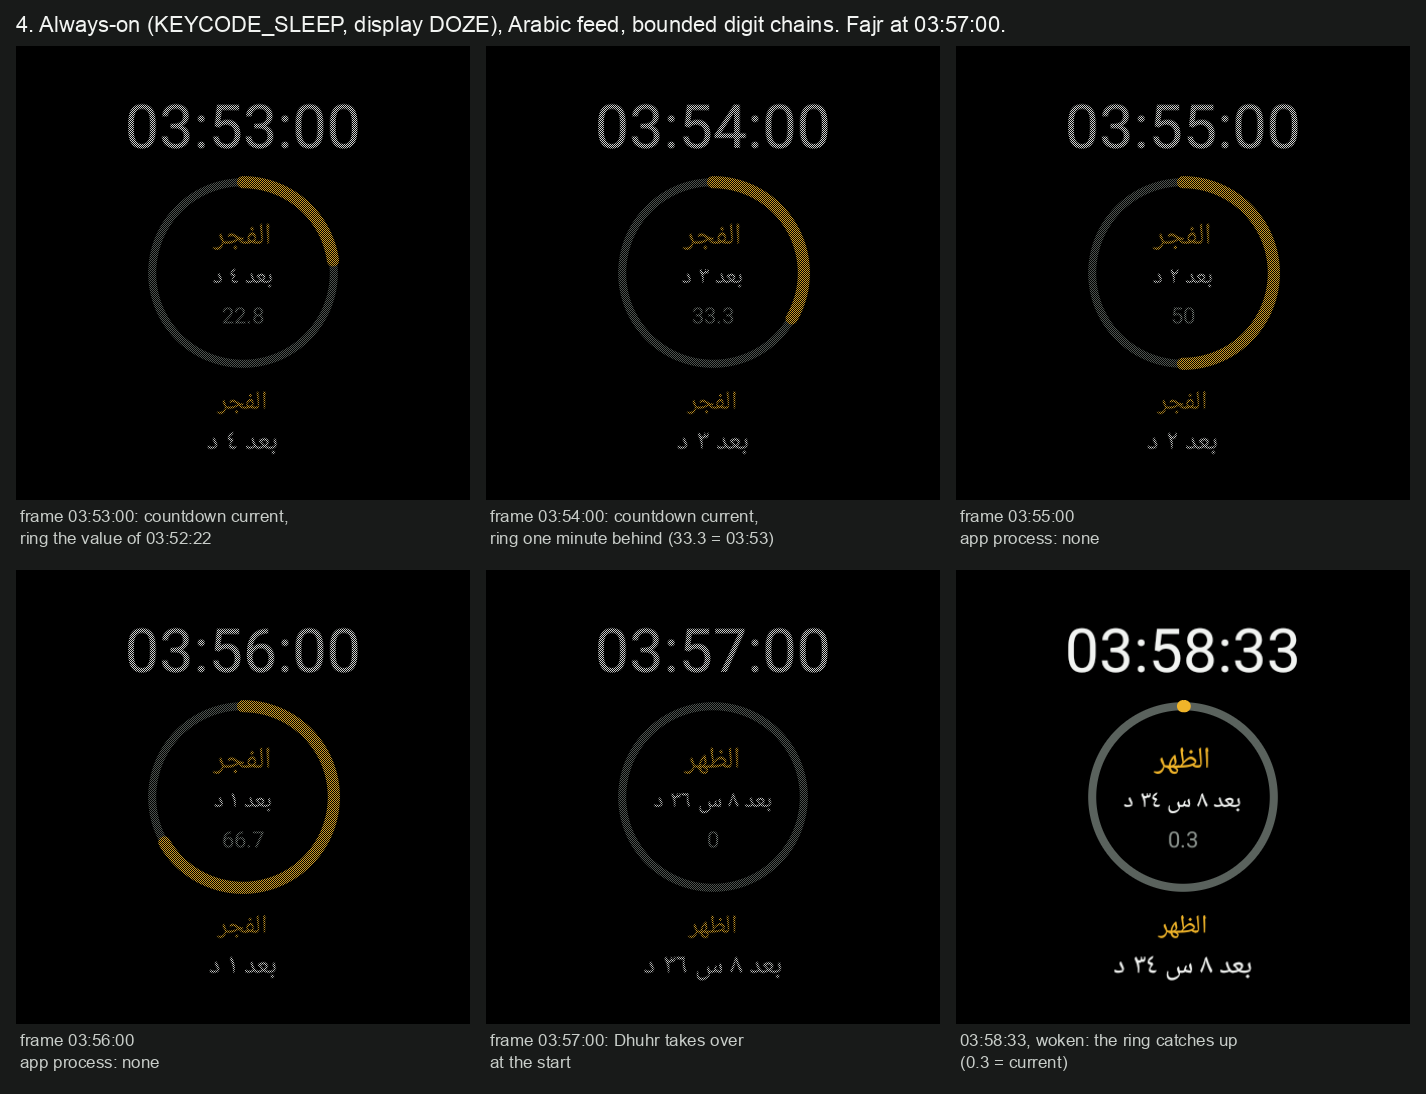 4. Always-on (KEYCODE_SLEEP, display DOZE), Arabic feed, bounded digit chains. Fajr at 03:57:00.
03:53:00
الفجر
بعد ٤ د
22.8
الفجر
بعد ٤ د
frame 03:53:00: countdown current,
ring the value of 03:52:22
03:54:00
الفجر
بعد ٣ د
33.3
الفجر
بعد ٣ د
frame 03:54:00: countdown current,
ring one minute behind (33.3 = 03:53)
03:55:00
الفجر
بعد ٢ د
50
الفجر
بعد ٢ د
frame 03:55:00
app process: none
03:56:00
الفجر
بعد ١ د
66.7
الفجر
بعد ١ د
frame 03:56:00
app process: none
03:57:00
الظهر
بعد ٨ س ٣٦ د
0
الظهر
بعد ٨ س ٣٦ د
frame 03:57:00: Dhuhr takes over
at the start
03:58:33
الظهر
بعد ٨ س ٣٤ د
0.3
الظهر
بعد ٨ س ٣٤ د
03:58:33, woken: the ring catches up
(0.3 = current)